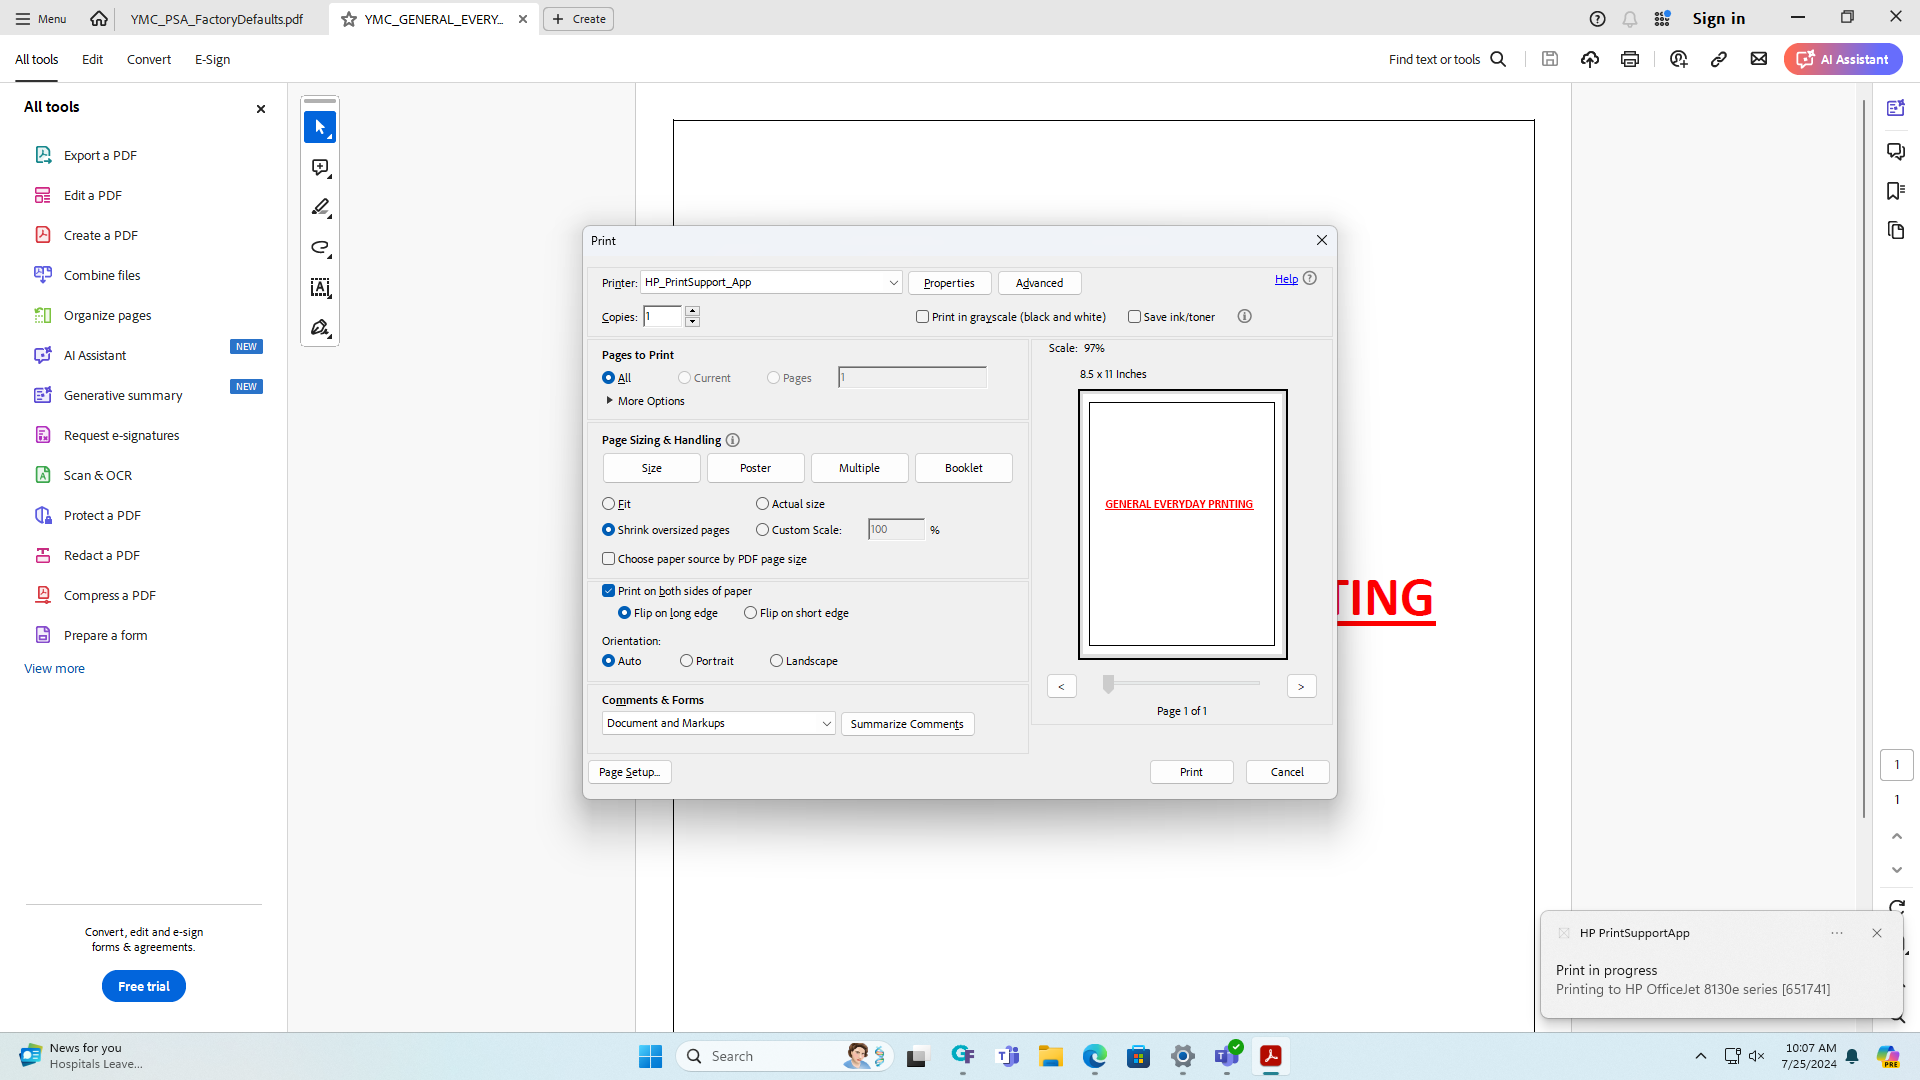 Menu
YMC_PSA_FactoryDefaults.pdf
YMC_GENERAL_EVERY...
Create
Sign in
All tools
Edit
Convert
E-Sign
Find text or tools
AI Assistant
All tools
Export a PDF
Edit a PDF
Create a PDF
Combine files
Organize pages
AI Assistant
NEW
Generative summary
NEW
Request e-signatures
Scan & OCR
Protect a PDF
Redact a PDF
Compress a PDF
Prepare a form
View more
Convert, edit and e-sign
forms & agreements.
Free trial
TING
Print
Printer:
HP_PrintSupport_App
Properties
Advanced
Help
Copies:
1
Print in grayscale (black and white)
Save ink/toner
Pages to Print
All
Current
Pages
1
More Options
Page Sizing & Handling
Size
Poster
Multiple
Booklet
Fit
Actual size
Shrink oversized pages
Custom Scale:
100
%
Choose paper source by PDF page size
Print on both sides of paper
Flip on long edge
Flip on short edge
Orientation:
Auto
Portrait
Landscape
Comments & Forms
Document and Markups
Summarize Comments
Page Setup...
Scale: 97%
8.5 x 11 Inches
GENERAL EVERYDAY PRNTING
<
>
Page 1 of 1
Print
Cancel
1
1
HP PrintSupportApp
Print in progress
Printing to HP OfficeJet 8130e series [651741]
News for you
Hospitals Leave...
Search
PRE
10:07 AM
7/25/2024